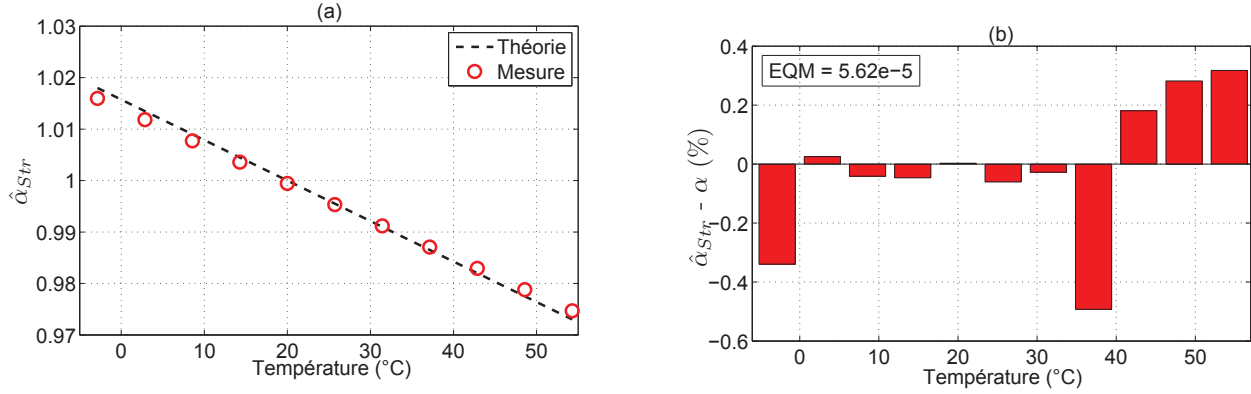 (a)
1.03
1.02
1.01
1
0.99
0.98
0.97
α̂_Str
Théorie
Mesure
0 10 20 30 40 50
Température (°C)
(b)
0.4
0.2
0
−0.2
−0.4
−0.6
α̂_Str - α (%)
EQM = 5.62e−5
0 10 20 30 40 50
Température (°C)